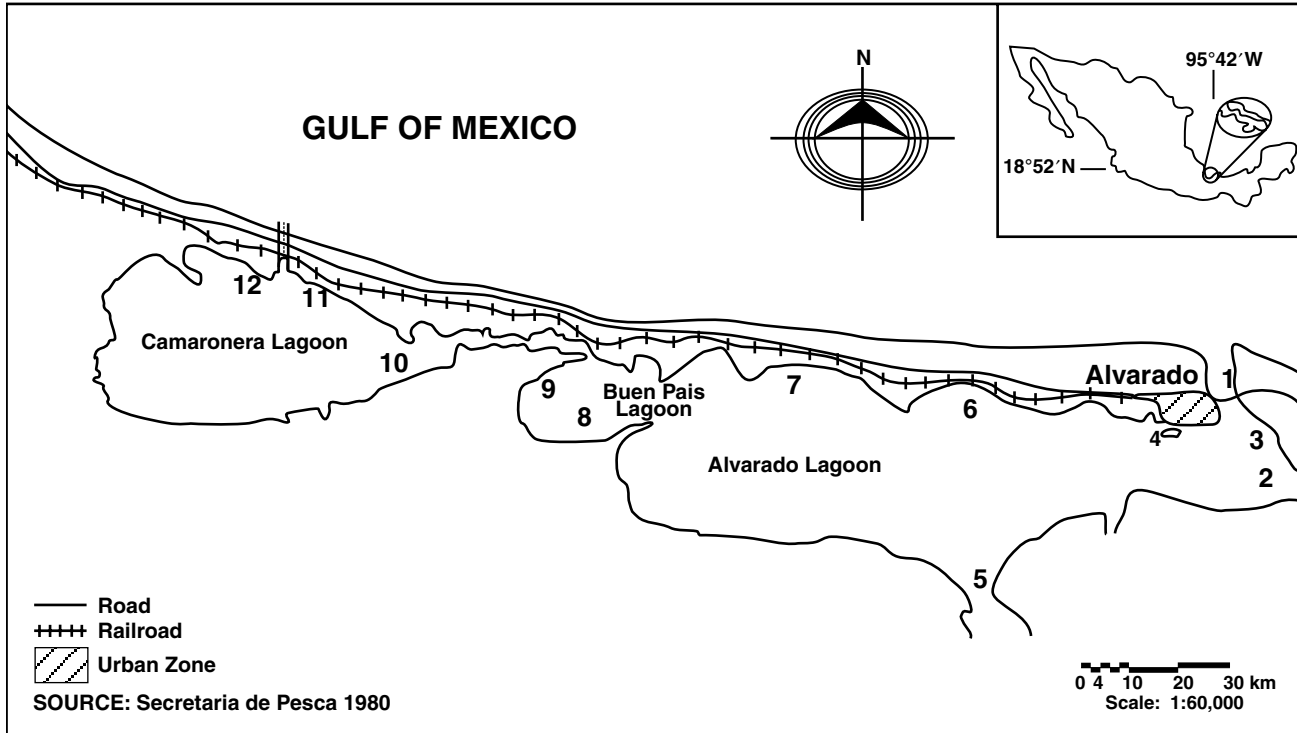 N
95°42′W
GULF OF MEXICO
18°52′N
12
11
Camaronera Lagoon
10
9
Buen Pais
Lagoon
8
7
6
Alvarado
1
4
3
2
Alvarado Lagoon
5
Road
Railroad
Urban Zone
SOURCE: Secretaria de Pesca 1980
0 4 10 20 30 km
Scale: 1:60,000